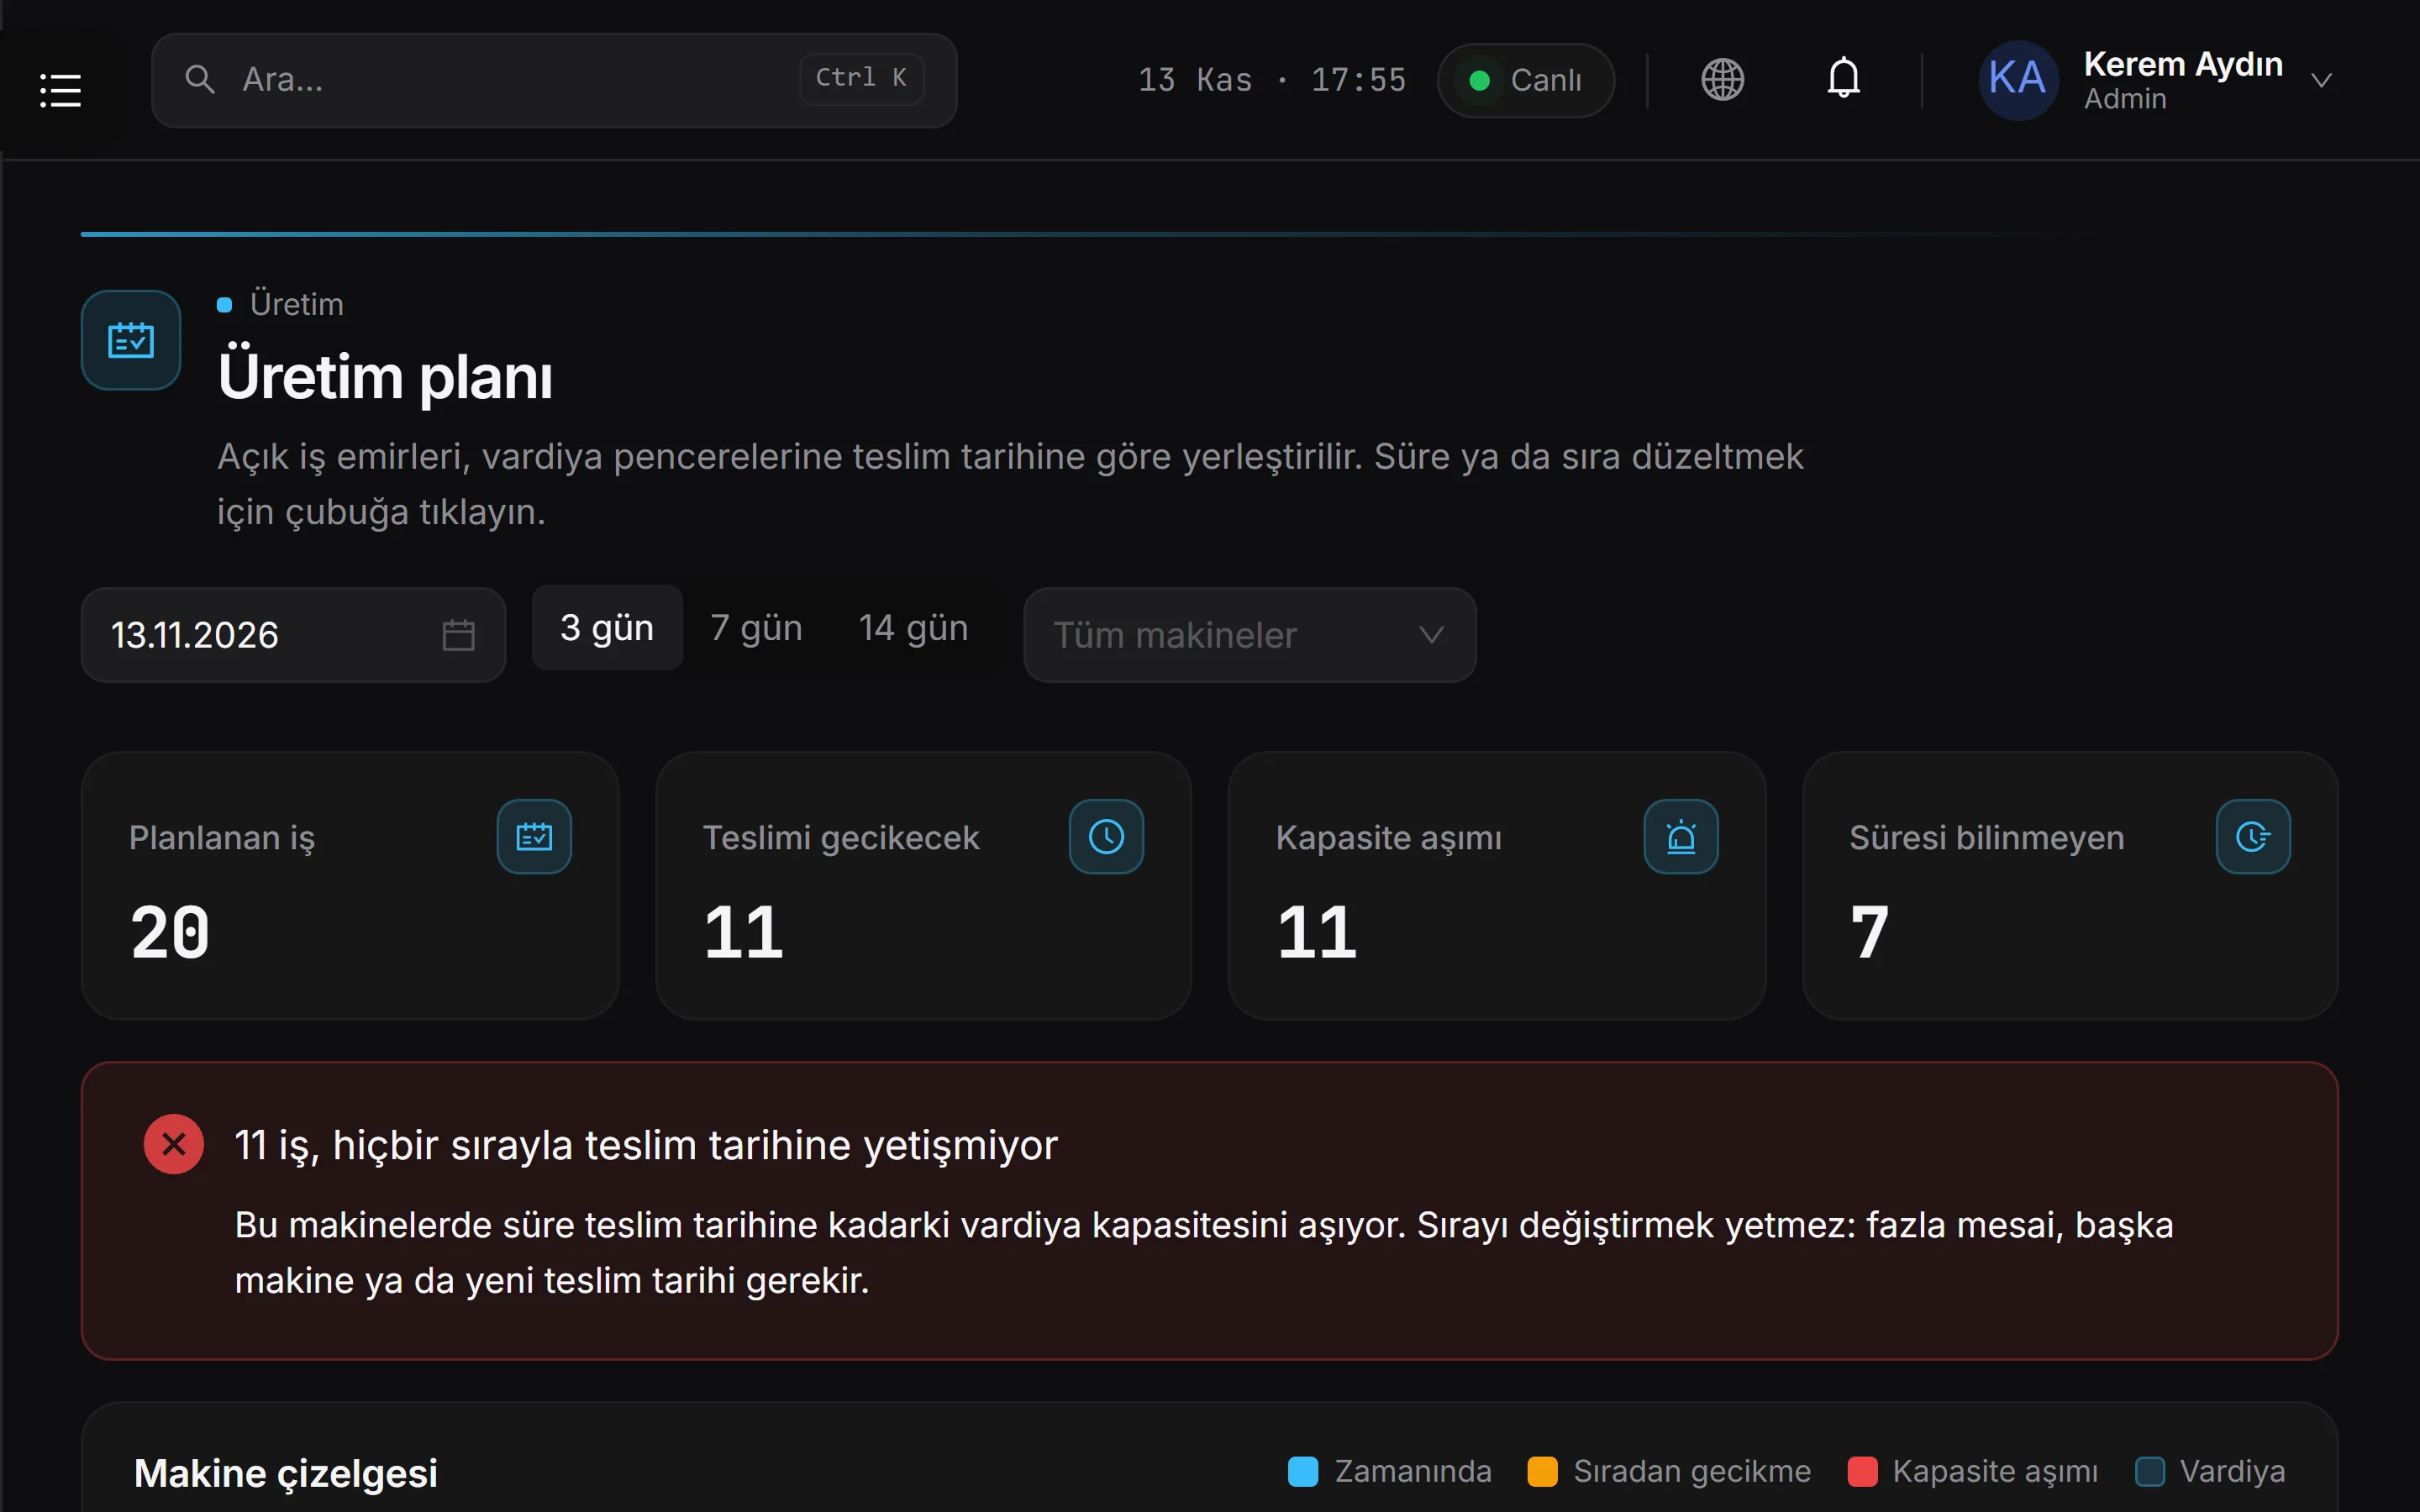 Ara...
Ctrl K
13 Kas · 17:55
Canlı
KA
Kerem Aydın
Admin
Üretim
Üretim planı
Açık iş emirleri, vardiya pencerelerine teslim tarihine göre yerleştirilir. Süre ya da sıra düzeltmek
için çubuğa tıklayın.
13.11.2026
3 gün
7 gün
14 gün
Tüm makineler
Planlanan iş
20
Teslimi gecikecek
11
Kapasite aşımı
11
Süresi bilinmeyen
7
11 iş, hiçbir sırayla teslim tarihine yetişmiyor
Bu makinelerde süre teslim tarihine kadarki vardiya kapasitesini aşıyor. Sırayı değiştirmek yetmez: fazla mesai, başka
makine ya da yeni teslim tarihi gerekir.
Makine çizelgesi
Zamanında
Sıradan gecikme
Kapasite aşımı
Vardiya